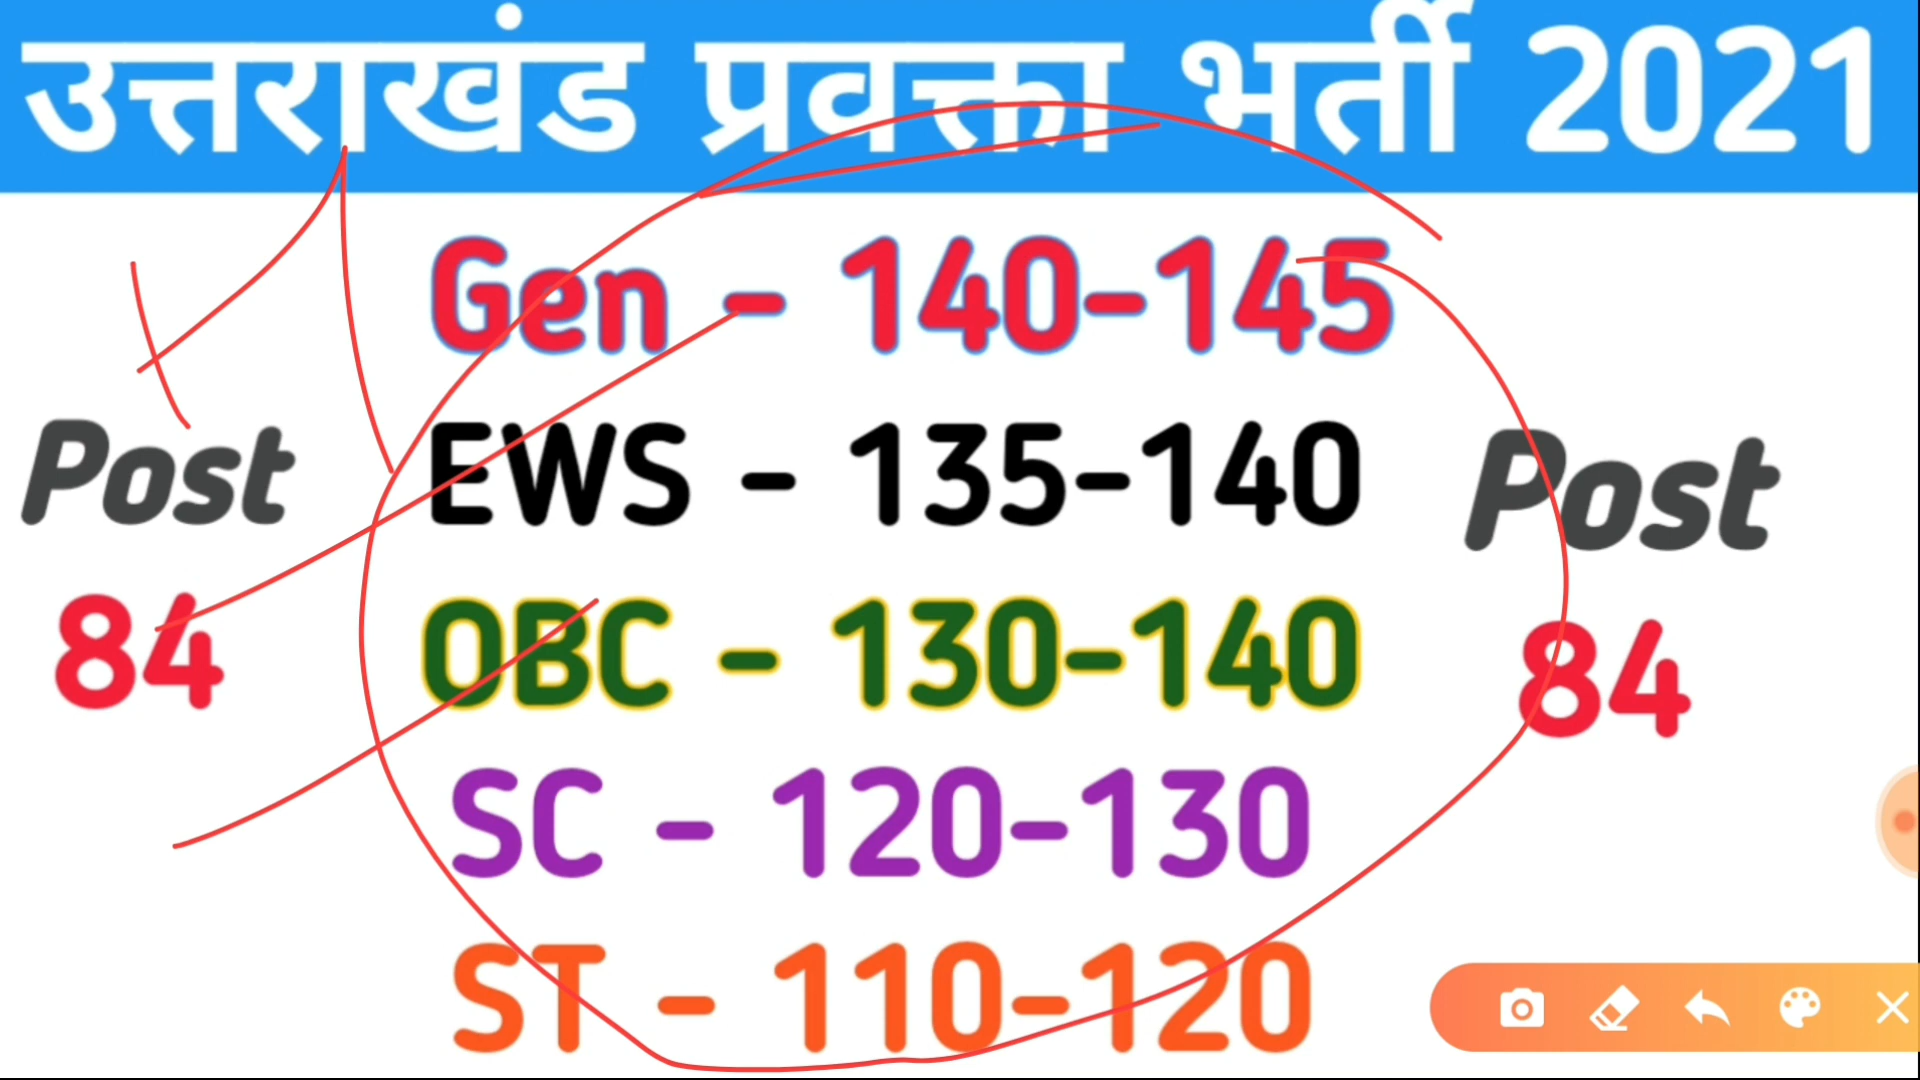 उत्तराखंड प्रवक्ता भर्ती 2021
Gen - 140-145
EWS - 135-140
Post
Post
OBC - 130-140
84
84
SC - 120-130
ST - 110-120